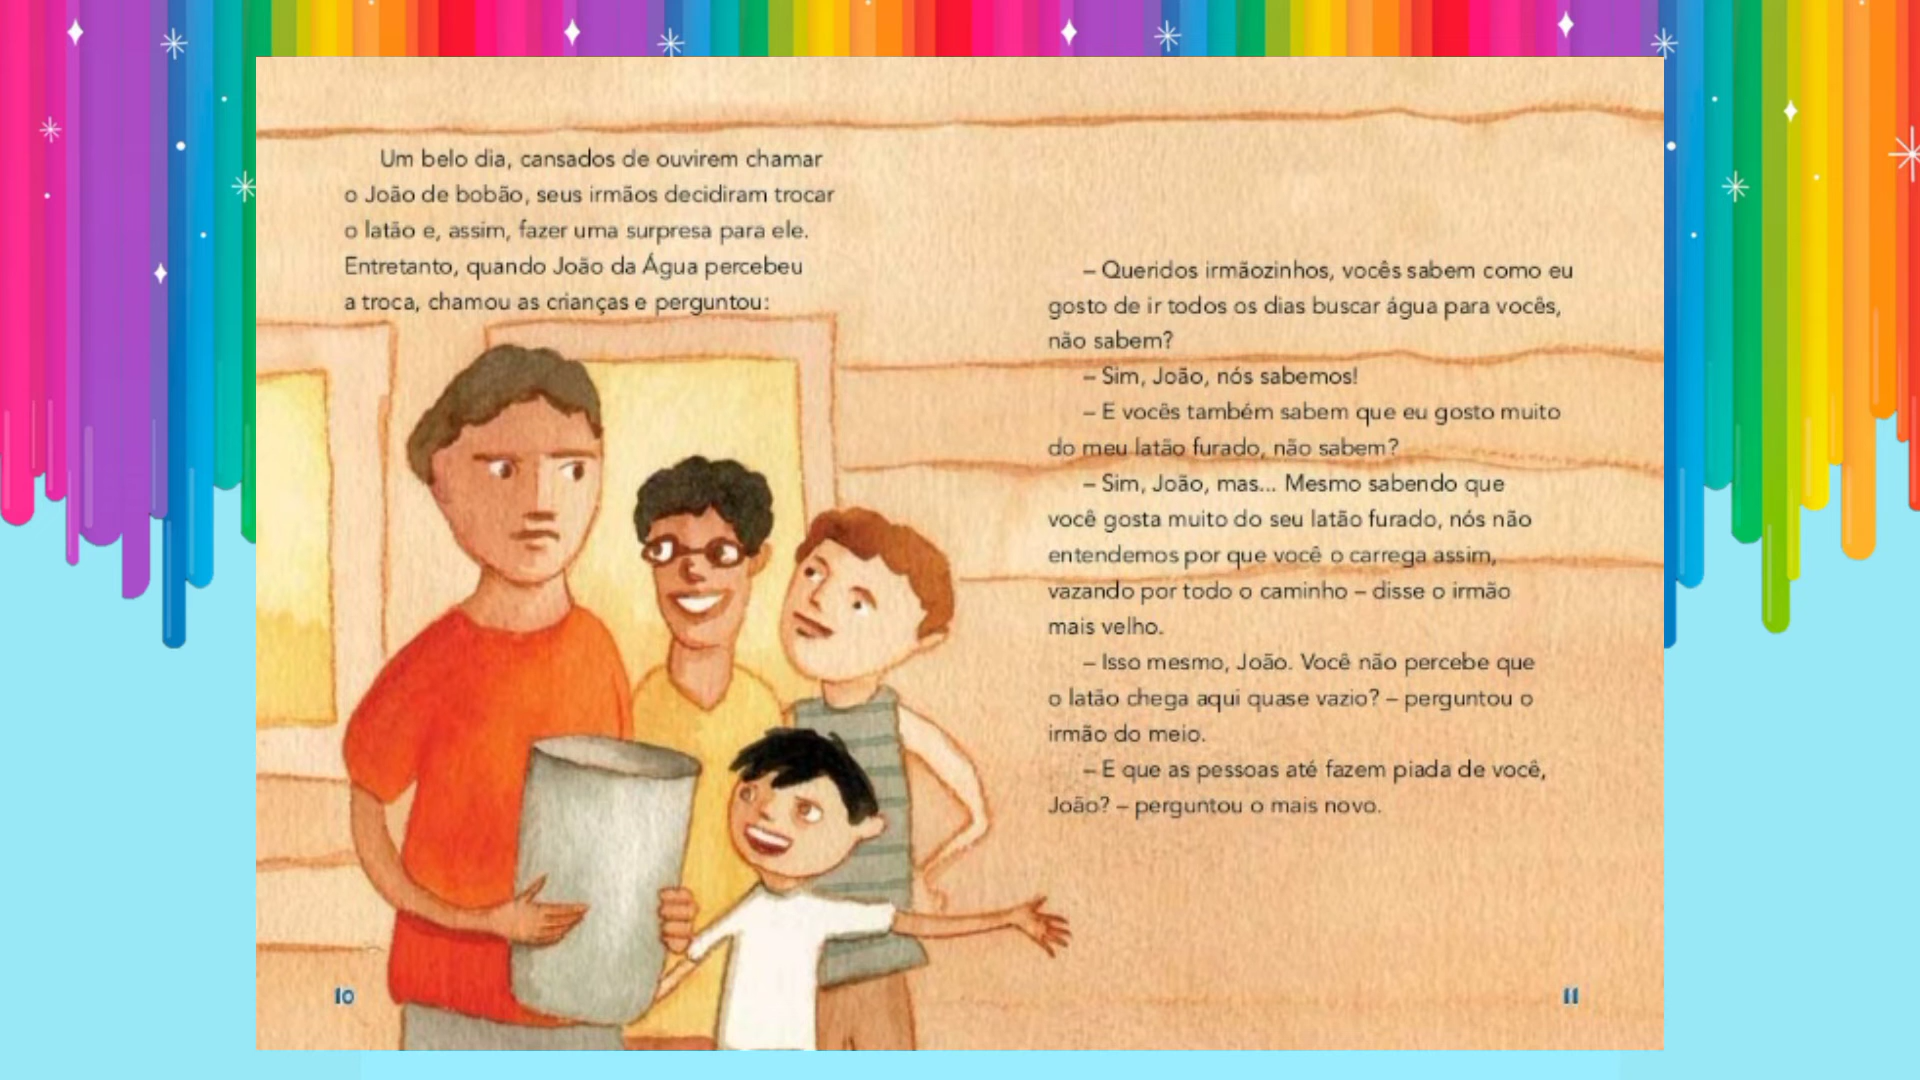 Um belo dia, cansados de ouvirem chamar
o João de bobão, seus irmãos decidiram trocar
o latão e, assim, fazer uma surpresa para ele.
Entretanto, quando João da Água percebeu
a troca, chamou as crianças e perguntou:
10
– Queridos irmãozinhos, vocês sabem como eu
gosto de ir todos os dias buscar água para vocês,
não sabem?
– Sim, João, nós sabemos!
– E vocês também sabem que eu gosto muito
do meu latão furado, não sabem?
– Sim, João, mas... Mesmo sabendo que
você gosta muito do seu latão furado, nós não
entendemos por que você o carrega assim,
vazando por todo o caminho – disse o irmão
mais velho.
– Isso mesmo, João. Você não percebe que
o latão chega aqui quase vazio? – perguntou o
irmão do meio.
– E que as pessoas até fazem piada de você,
João? – perguntou o mais novo.
11